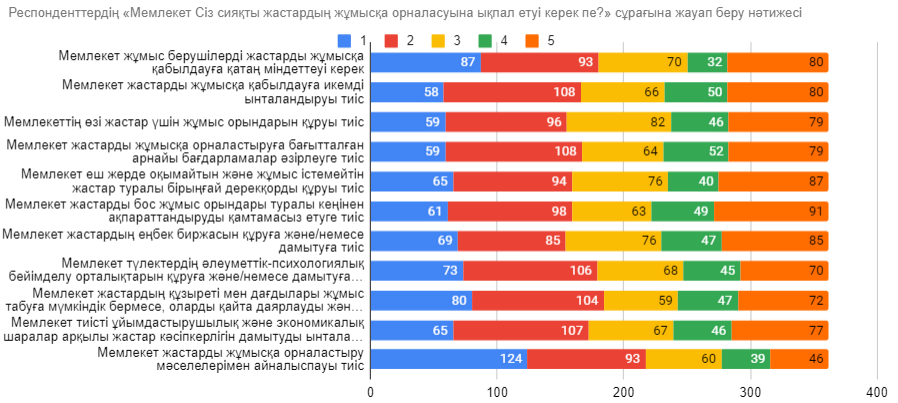 Респонденттердің «Мемлекет Сіз сияқты жастардың жұмысқа орналасуына ықпал етуі керек пе?» сұрағына жауап беру нәтижесі
1 2 3 4 5
Мемлекет жұмыс берушілерді жастарды жұмысқа
қабылдауға қатаң міндеттеуі керек
87 93 70 32 80
Мемлекет жастарды жұмысқа қабылдауға икемді
ынталандыруы тиіс
58 108 66 50 80
Мемлекеттің өзі жастар үшін жұмыс орындарын құруы тиіс
59 96 82 46 79
Мемлекет жастарды жұмысқа орналастыруға бағытталған
арнайы бағдарламалар әзірлеуге тиіс
59 108 64 52 79
Мемлекет еш жерде оқымайтын және жұмыс істемейтін
жастар туралы бірыңғай дерекқорды құруы тиіс
65 94 76 40 87
Мемлекет жастарды бос жұмыс орындары туралы кеңінен
ақпараттандыруды қамтамасыз етуге тиіс
61 98 63 49 91
Мемлекет жастардың еңбек биржасын құруға және/немесе
дамытуға тиіс
69 85 76 47 85
Мемлекет түлектердің әлеуметтік-психологиялық
бейімделу орталықтарын құруға және/немесе дамытуға…
73 106 68 45 70
Мемлекет жастардың құзыреті мен дағдылары жұмыс
табуға мүмкіндік бермесе, оларды қайта даярлауды жән…
80 104 59 47 72
Мемлекет тиісті ұйымдастырушылық және экономикалық
шаралар арқылы жастар кәсіпкерлігін дамытуды ынтала…
65 107 67 46 77
Мемлекет жастарды жұмысқа орналастыру
мәселелерімен айналыспауы тиіс
124 93 60 39 46
0 100 200 300 400